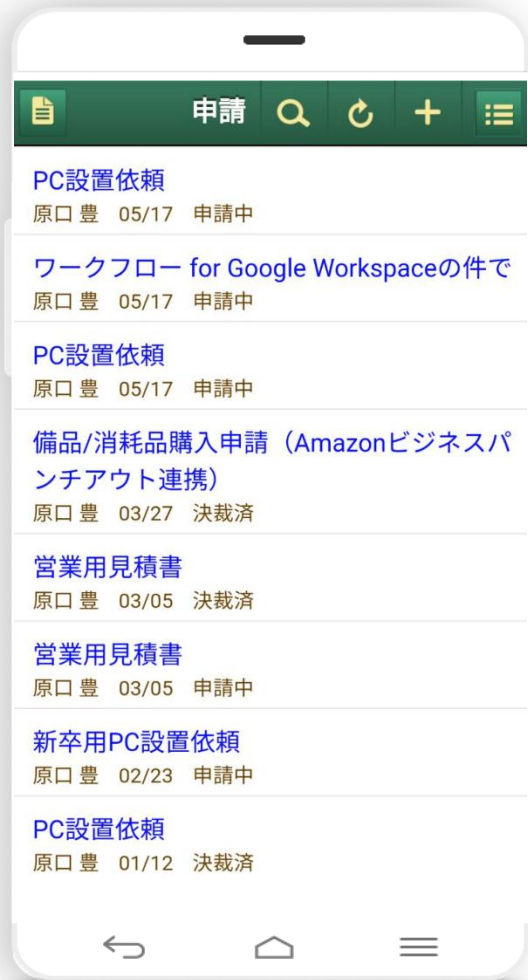 申請
PC設置依頼
原口 豊 05/17 申請中
ワークフロー for Google Workspaceの件で
原口 豊 05/17 申請中
PC設置依頼
原口 豊 05/17 申請中
備品/消耗品購入申請（Amazonビジネスパ
ンチアウト連携）
原口 豊 03/27 決裁済
営業用見積書
原口 豊 03/05 決裁済
営業用見積書
原口 豊 03/05 申請中
新卒用PC設置依頼
原口 豊 02/23 申請中
PC設置依頼
原口 豊 01/12 決裁済